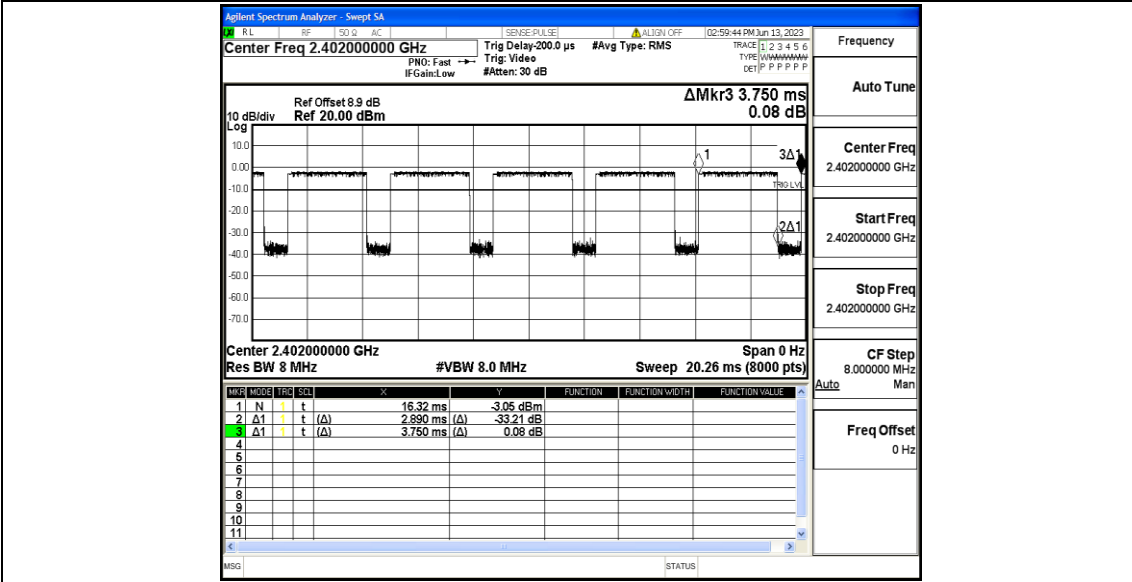 Agilent Spectrum Analyzer - Swept SA
RL RF 50 Ω AC SENSE:PULSE ALIGN OFF 02:59:44 PM Jun 13, 2023
Center Freq 2.402000000 GHz
PNO: Fast
IFGain:Low
Trig Delay-200.0 µs
Trig: Video
#Atten: 30 dB
#Avg Type: RMS
TRACE 1 2 3 4 5 6
TYPE
DET P P P P P P
ΔMkr3 3.750 ms
0.08 dB
Ref Offset 8.9 dB
10 dB/div Ref 20.00 dBm
Log
10.0
0.00
-10.0
-20.0
-30.0
-40.0
-50.0
-60.0
-70.0
1
3Δ1
TRIG LVL
2Δ1
Center 2.402000000 GHz Span 0 Hz
Res BW 8 MHz #VBW 8.0 MHz Sweep 20.26 ms (8000 pts)
MKR MODE TRC SCL X Y FUNCTION FUNCTION WIDTH FUNCTION VALUE
1 N t 16.32 ms -3.05 dBm
2 Δ1 t (Δ) 2.890 ms (Δ) -33.21 dB
3 Δ1 t (Δ) 3.750 ms (Δ) 0.08 dB
4
5
6
7
8
9
10
11
MSG STATUS
Frequency
Auto Tune
Center Freq
2.402000000 GHz
Start Freq
2.402000000 GHz
Stop Freq
2.402000000 GHz
CF Step
8.000000 MHz
Auto Man
Freq Offset
0 Hz